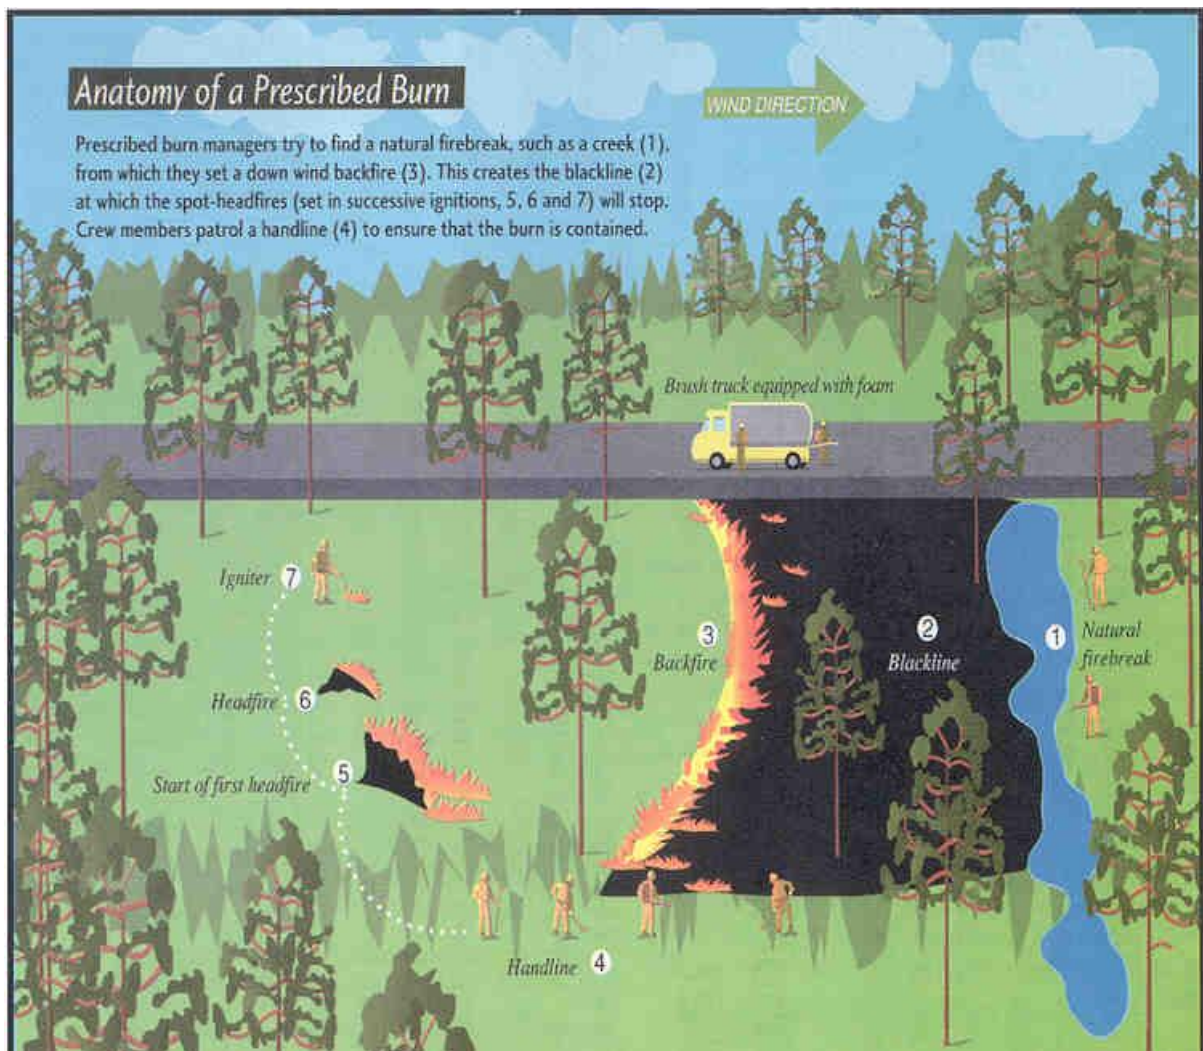 Anatomy of a Prescribed Burn
WIND DIRECTION
Prescribed burn managers try to find a natural firebreak, such as a creek (1),
from which they set a down wind backfire (3). This creates the blackline (2)
at which the spot-headfires (set in successive ignitions, 5, 6 and 7) will stop.
Crew members patrol a handline (4) to ensure that the burn is contained.
Brush truck equipped with foam
Igniter 7
3
Backfire
2
Blackline
1 Natural
firebreak
Headfire 6
Start of first headfire 5
Handline 4